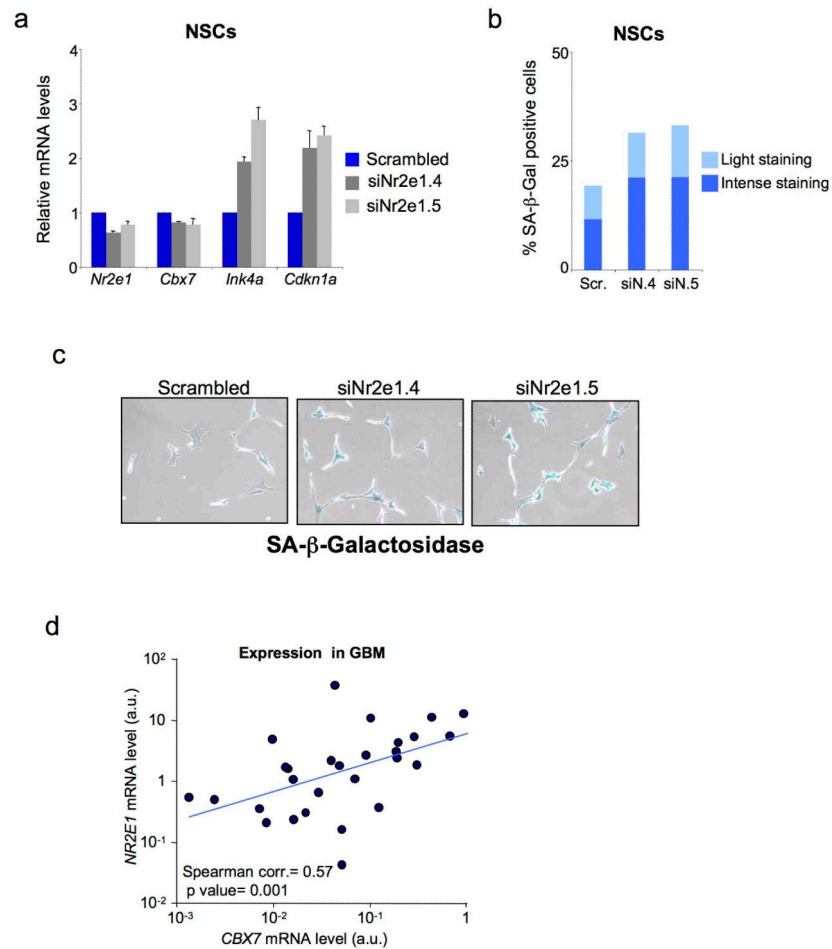 a
NSCs
Relative mRNA levels
4
3
2
1
0
Nr2e1
Cbx7
Ink4a
Cdkn1a
Scrambled
siNr2e1.4
siNr2e1.5
b
NSCs
% SA-β-Gal positive cells
50
25
0
Scr.
siN.4
siN.5
Light staining
Intense staining
c
Scrambled
siNr2e1.4
siNr2e1.5
SA-β-Galactosidase
d
Expression in GBM
NR2E1 mRNA level (a.u.)
10²
10
1
10⁻¹
10⁻²
Spearman corr.= 0.57
p value= 0.001
10⁻³ 10⁻² 10⁻¹ 1
CBX7 mRNA level (a.u.)